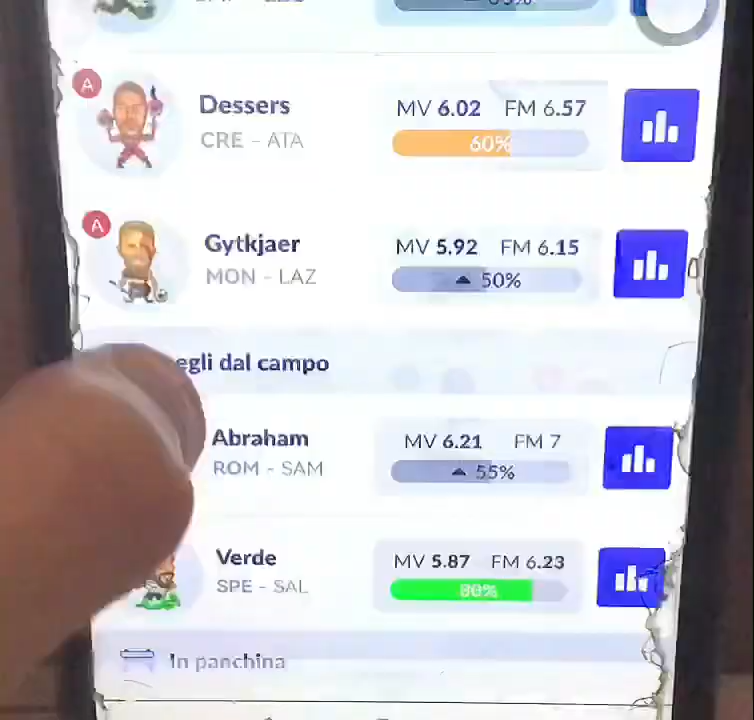 A
Dessers
MV 6.02 FM 6.57
CRE - ATA
60%
A
Gytkjaer
MV 5.92 FM 6.15
MON - LAZ
50%
egli dal campo
Abraham
MV 6.21 FM 7
ROM - SAM
55%
Verde
MV 5.87 FM 6.23
SPE - SAL
80%
In panchina